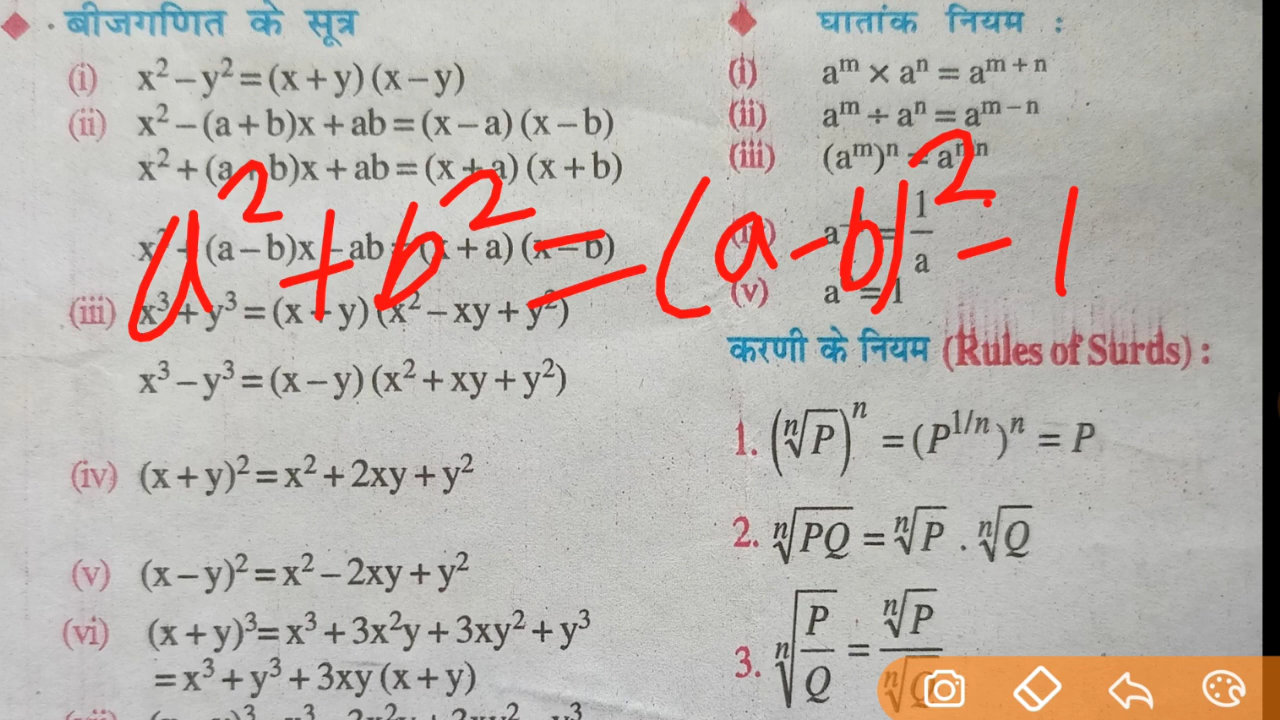 बीजगणित के सूत्र
(i) x² − y² = (x + y) (x − y)
(ii) x² − (a + b)x + ab = (x − a) (x − b)
x² + (a + b)x + ab = (x + a) (x + b)
(a − b)x − ab = (x + a) (x − b)
(iii) x³ + y³ = (x + y) (x² − xy + y²)
x³ − y³ = (x − y) (x² + xy + y²)
(iv) (x + y)² = x² + 2xy + y²
(v) (x − y)² = x² − 2xy + y²
(vi) (x + y)³ = x³ + 3x²y + 3xy² + y³
= x³ + y³ + 3xy (x + y)
a² + b² = (a − b)² − 1
घातांक नियम :
(i) aᵐ × aⁿ = aᵐ⁺ⁿ
(ii) aᵐ ÷ aⁿ = aᵐ⁻ⁿ
(iii) (aᵐ)ⁿ =
= 1/a
(v) a = 1
करणी के नियम (Rules of Surds) :
1. (ⁿ√P)ⁿ = (P^1/n)ⁿ = P
2. ⁿ√PQ = ⁿ√P . ⁿ√Q
3. ⁿ√(P/Q) = ⁿ√P